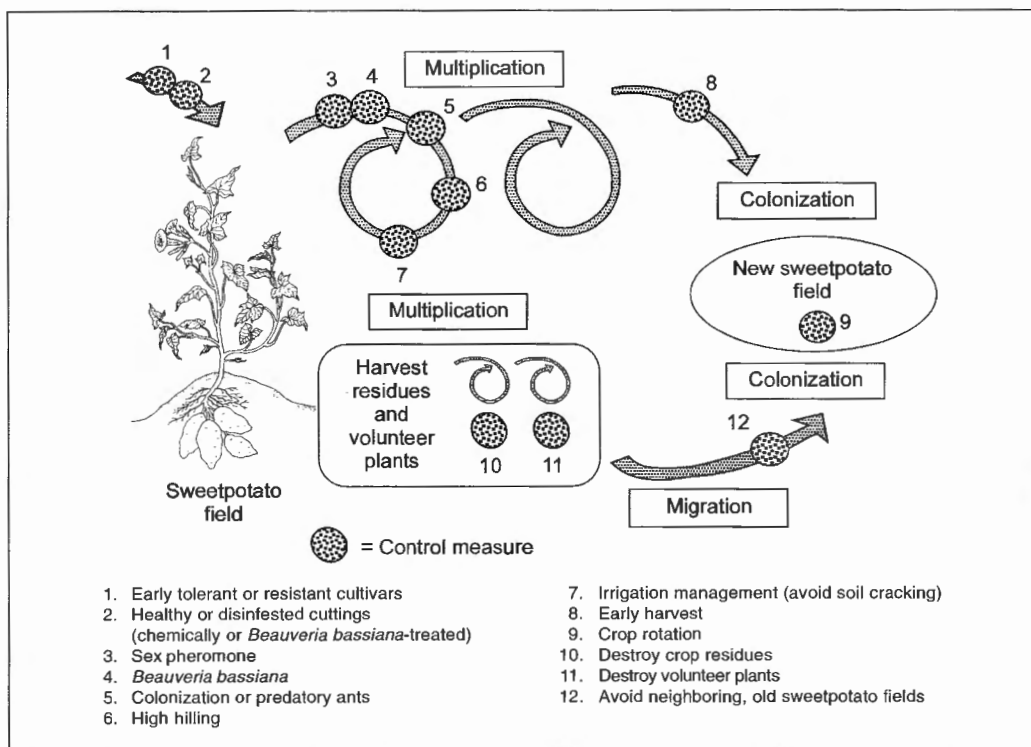 1
2
3
4
Multiplication
5
6
7
8
Colonization
New sweetpotato
field
9
Multiplication
Harvest
residues
and
volunteer
plants
10
11
Colonization
12
Migration
Sweetpotato
field
= Control measure
1. Early tolerant or resistant cultivars
2. Healthy or disinfested cuttings
(chemically or Beauveria bassiana-treated)
3. Sex pheromone
4. Beauveria bassiana
5. Colonization or predatory ants
6. High hilling
7. Irrigation management (avoid soil cracking)
8. Early harvest
9. Crop rotation
10. Destroy crop residues
11. Destroy volunteer plants
12. Avoid neighboring, old sweetpotato fields